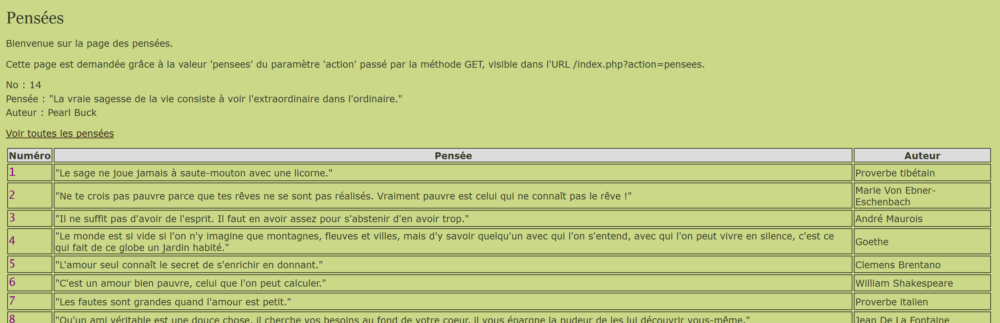 Pensées
Bienvenue sur la page des pensées.
Cette page est demandée grâce à la valeur 'pensees' du paramètre 'action' passé par la méthode GET, visible dans l'URL /index.php?action=pensees.
No : 14
Pensée : "La vraie sagesse de la vie consiste à voir l'extraordinaire dans l'ordinaire."
Auteur : Pearl Buck
Voir toutes les pensées
Numéro Pensée Auteur
1 "Le sage ne joue jamais à saute-mouton avec une licorne." Proverbe tibétain
2 "Ne te crois pas pauvre parce que tes rêves ne se sont pas réalisés. Vraiment pauvre est celui qui ne connaît pas le rêve !" Marie Von Ebner-
Eschenbach
3 "Il ne suffit pas d'avoir de l'esprit. Il faut en avoir assez pour s'abstenir d'en avoir trop." André Maurois
4 "Le monde est si vide si l'on n'y imagine que montagnes, fleuves et villes, mais d'y savoir quelqu'un avec qui l'on s'entend, avec qui l'on peut vivre en silence, c'est ce
qui fait de ce globe un jardin habité." Goethe
5 "L'amour seul connaît le secret de s'enrichir en donnant." Clemens Brentano
6 "C'est un amour bien pauvre, celui que l'on peut calculer." William Shakespeare
7 "Les fautes sont grandes quand l'amour est petit." Proverbe italien
8 "Qu'un ami véritable est une douce chose, il cherche vos besoins au fond de votre coeur, il vous épargne la pudeur de les lui découvrir vous-même." Jean De La Fontaine